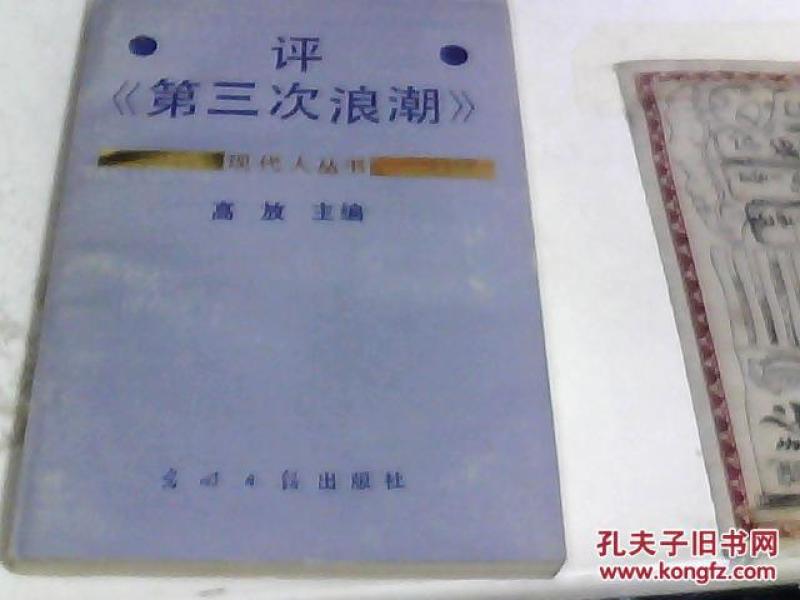 评
《第三次浪潮》
现代人丛书
高放 主编
光明日报出版社
孔夫子旧书网
www.kongfz.com